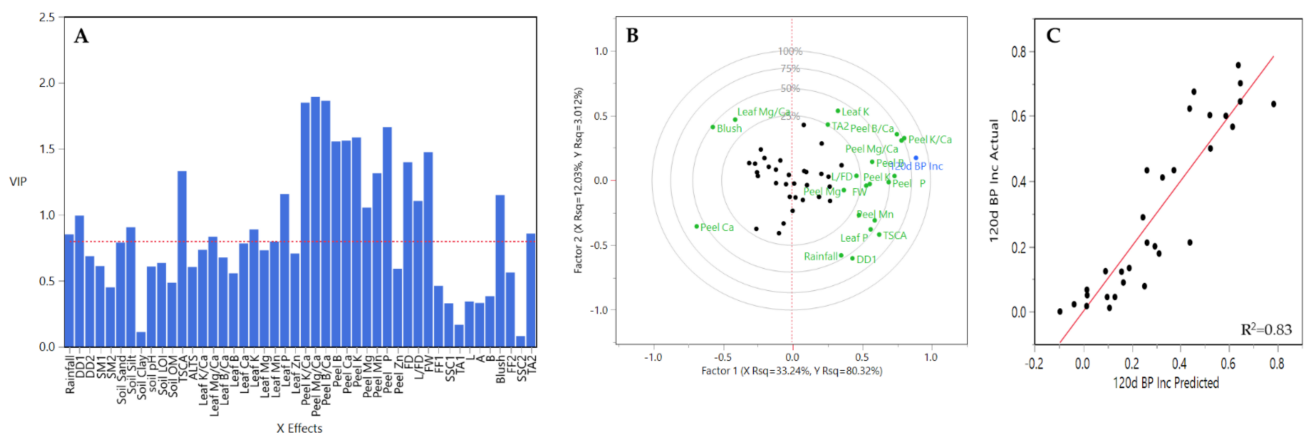 A
VIP
2.5
2.0
1.5
1.0
0.5
0.0
Rainfall
DD1
DD2
SM1
SM2
Soil Sand
Soil Silt
Soil Clay
soil pH
Soil LOI
Soil OM
TSCA
ALTS
Leaf K/Ca
Leaf Mg/Ca
Leaf B/Ca
Leaf B
Leaf Ca
Leaf K
Leaf Mg
Leaf Mn
Leaf P
Leaf Zn
Peel K/Ca
Peel Mg/Ca
Peel B/Ca
Peel B
Peel Ca
Peel K
Peel Mg
Peel Mn
Peel P
Peel Zn
FD
L/FD
FW
FF1
SSC1
TA1
L
A
B
Blush
FF2
SSC2
TA2
X Effects
B
Factor 2 (X Rsq=12.03%, Y Rsq=3.012%)
1.0
0.5
0.0
-0.5
-1.0
100%
75%
50%
25%
Leaf Mg/Ca
Leaf K
Blush
TA2
Peel B/Ca
Peel K/Ca
Peel Mg/Ca
Peel B
120d BP Inc
L/FD
Peel K
Peel P
Peel Mg
FW
Peel Mn
Peel Ca
Leaf P
TSCA
Rainfall
DD1
-1.0
-0.5
0.0
0.5
1.0
Factor 1 (X Rsq=33.24%, Y Rsq=80.32%)
C
120d BP Inc Actual
0.8
0.6
0.4
0.2
0.0
R²=0.83
-0.2
0.0
0.2
0.4
0.6
0.8
1
120d BP Inc Predicted